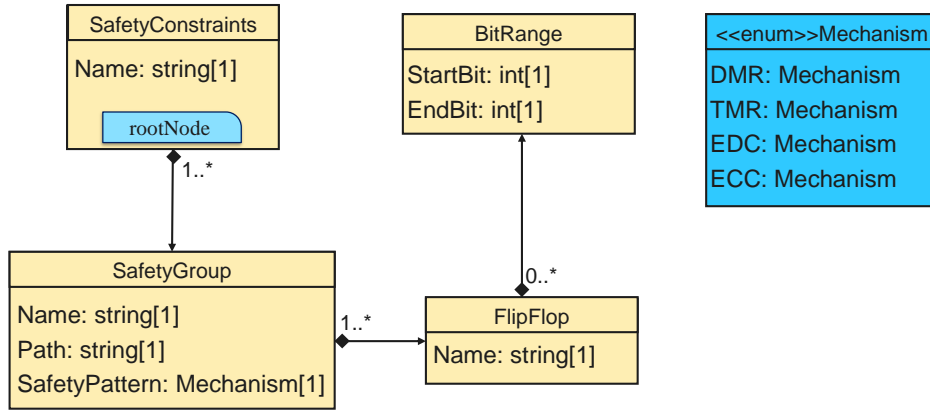 SafetyConstraints
Name: string[1]
rootNode
1..*
BitRange
StartBit: int[1]
EndBit: int[1]
<<enum>>Mechanism
DMR: Mechanism
TMR: Mechanism
EDC: Mechanism
ECC: Mechanism
SafetyGroup
Name: string[1]
Path: string[1]
SafetyPattern: Mechanism[1]
1..*
0..*
FlipFlop
Name: string[1]